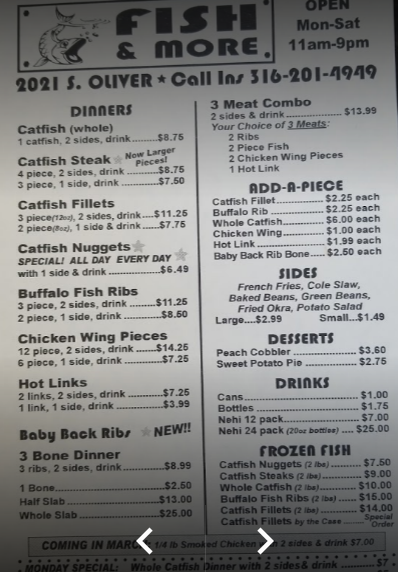 FISH
& MORE
OPEN
Mon-Sat
11am-9pm
2021 S. OLIVER ★ Call Ins 316-201-4949
DINNERS
Catfish (whole)
1 catfish, 2 sides, drink......$8.75
Catfish Steak Now Larger Pieces!
4 piece, 2 sides, drink......$8.75
3 piece, 1 side, drink......$7.50
Catfish Fillets
3 piece(12oz), 2 sides, drink....$11.25
2 piece(8oz), 1 side & drink......$7.75
Catfish Nuggets
SPECIAL! ALL DAY EVERY DAY
with 1 side & drink......$6.49
Buffalo Fish Ribs
3 piece, 2 sides, drink......$11.25
2 piece, 1 side, drink......$8.50
Chicken Wing Pieces
12 piece, 2 sides, drink......$14.25
6 piece, 1 side, drink......$7.25
Hot Links
2 links, 2 sides, drink......$7.25
1 link, 1 side, drink......$3.99
Baby Back Ribs NEW!!
3 Bone Dinner
3 ribs, 2 sides, drink......$8.99
1 Bone......$2.50
Half Slab......$13.00
Whole Slab......$25.00
3 Meat Combo
2 sides & drink......$13.99
Your Choice of 3 Meats:
2 Ribs
2 Piece Fish
2 Chicken Wing Pieces
1 Hot Link
ADD-A-PIECE
Catfish Fillet......$2.25 each
Buffalo Rib......$2.25 each
Whole Catfish......$6.00 each
Chicken Wing......$1.00 each
Hot Link......$1.99 each
Baby Back Rib Bone......$2.50 each
SIDES
French Fries, Cole Slaw,
Baked Beans, Green Beans,
Fried Okra, Potato Salad
Large....$2.99 Small...$1.49
DESSERTS
Peach Cobbler......$3.60
Sweet Potato Pie......$2.75
DRINKS
Cans......$1.00
Bottles......$1.75
Nehi 12 pack......$7.00
Nehi 24 pack (20oz bottles)....$25.00
FROZEN FISH
Catfish Nuggets (2 lbs)......$7.50
Catfish Steaks (2 lbs)......$9.00
Whole Catfish (2 lbs)......$10.00
Buffalo Fish Ribs (2 lbs)......$15.00
Catfish Fillets (2 lbs)......$14.00
Catfish Fillets by the Case......Special Order
COMING IN MARCH: 1/4 lb Smoked Chicken with 2 sides & drink $7.00
MONDAY SPECIAL: Whole Catfish Dinner with 2 sides & drink......$7